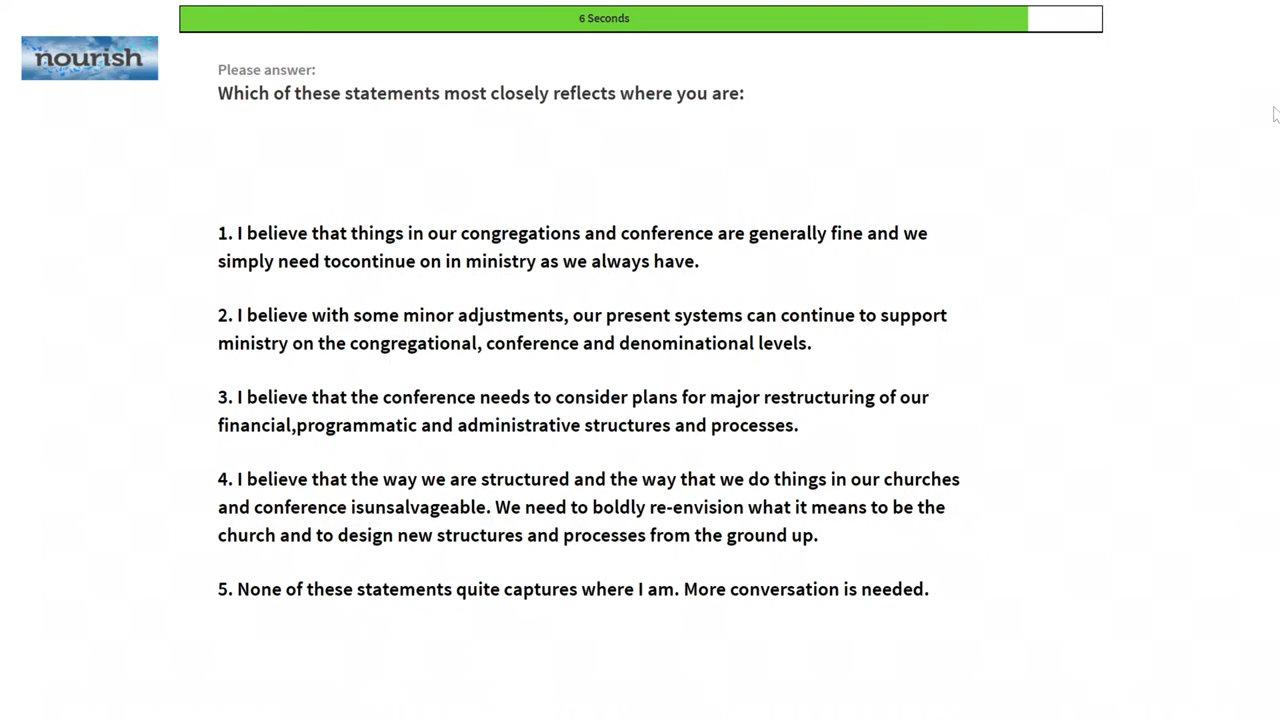 6 Seconds
nourish
Please answer:
Which of these statements most closely reflects where you are:
1. I believe that things in our congregations and conference are generally fine and we
simply need tocontinue on in ministry as we always have.
2. I believe with some minor adjustments, our present systems can continue to support
ministry on the congregational, conference and denominational levels.
3. I believe that the conference needs to consider plans for major restructuring of our
financial,programmatic and administrative structures and processes.
4. I believe that the way we are structured and the way that we do things in our churches
and conference isunsalvageable. We need to boldly re-envision what it means to be the
church and to design new structures and processes from the ground up.
5. None of these statements quite captures where I am. More conversation is needed.